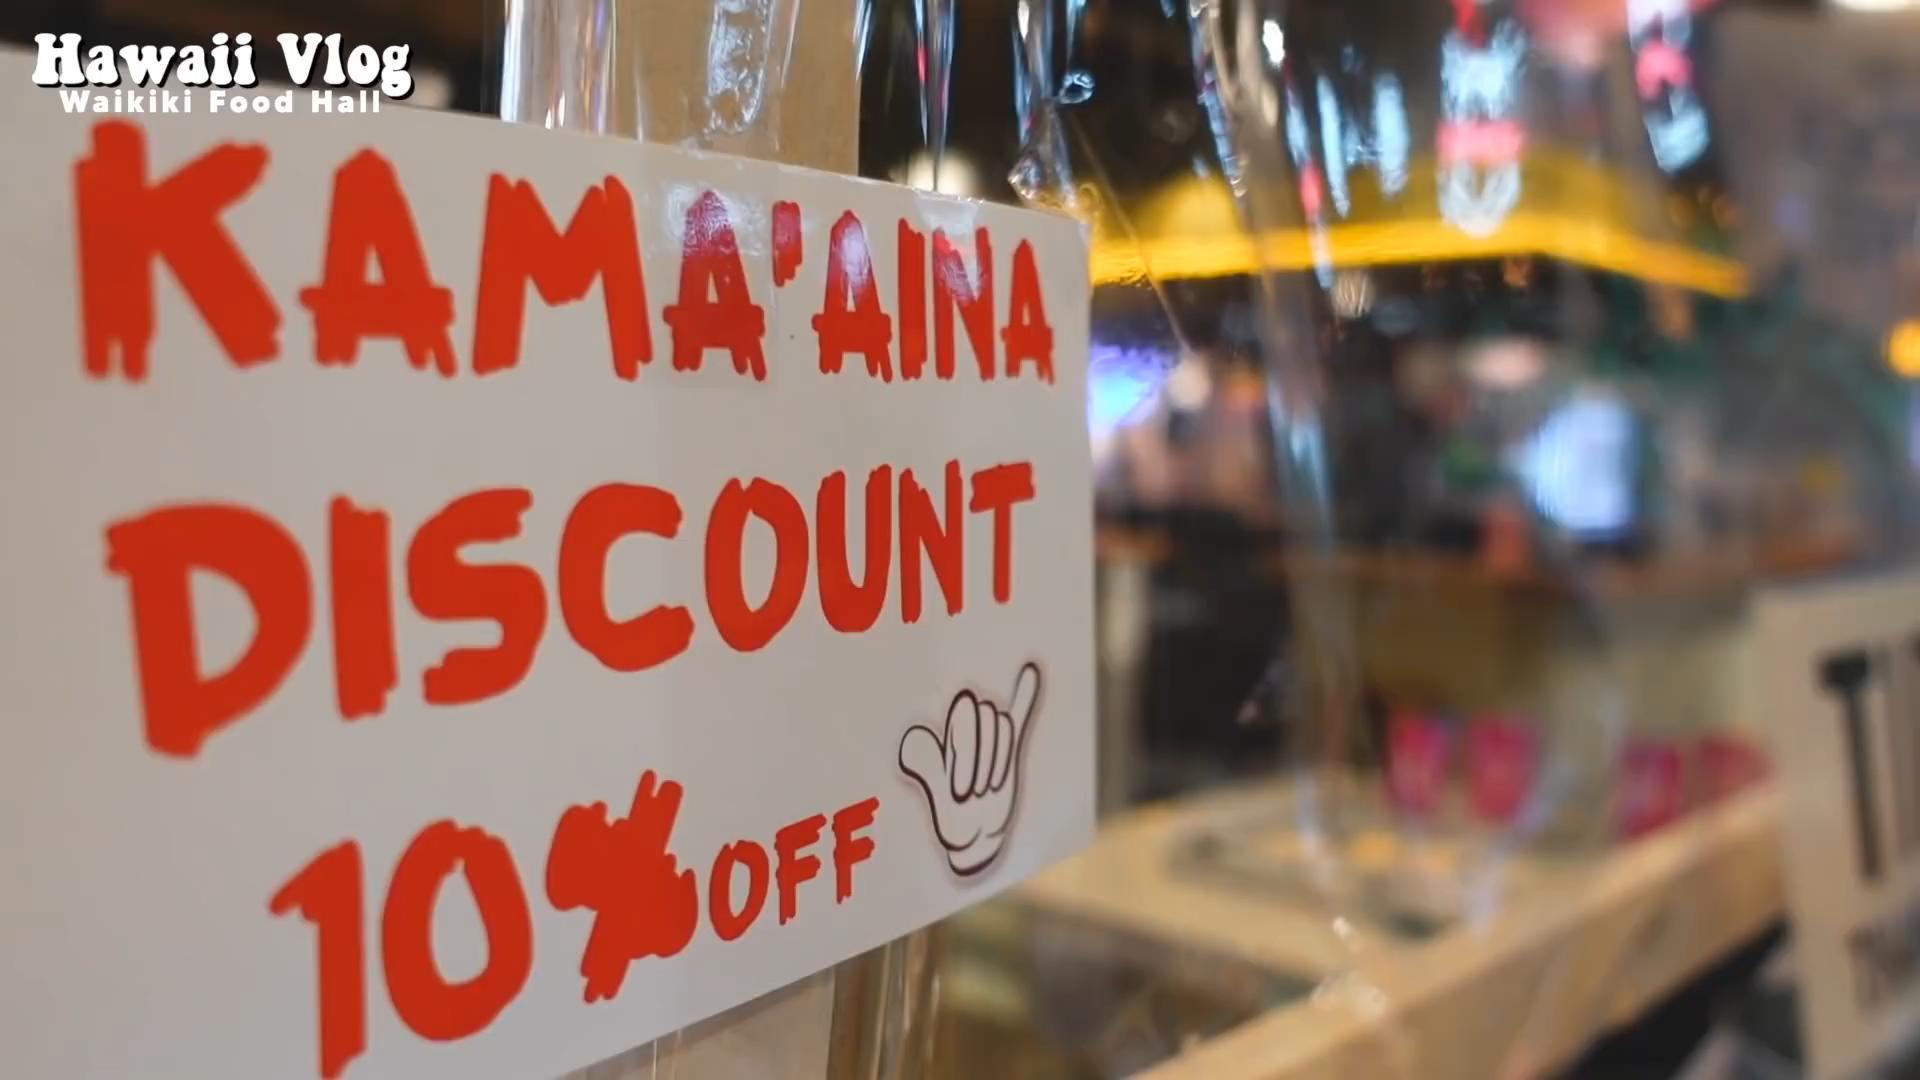 Hawaii Vlog
Waikiki Food Hall
KAMA'AINA
DISCOUNT
10% OFF